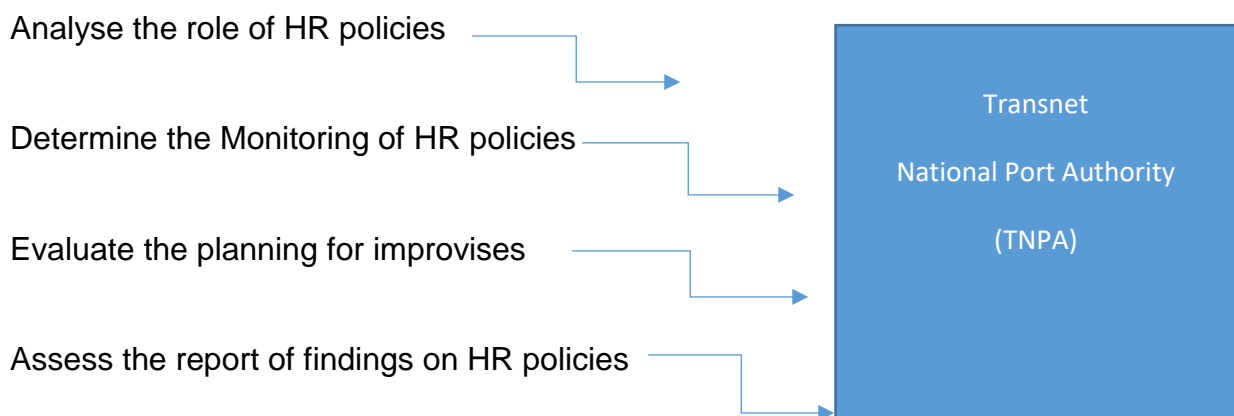 Analyse the role of HR policies
Determine the Monitoring of HR policies
Evaluate the planning for improvises
Assess the report of findings on HR policies
Transnet
National Port Authority
(TNPA)